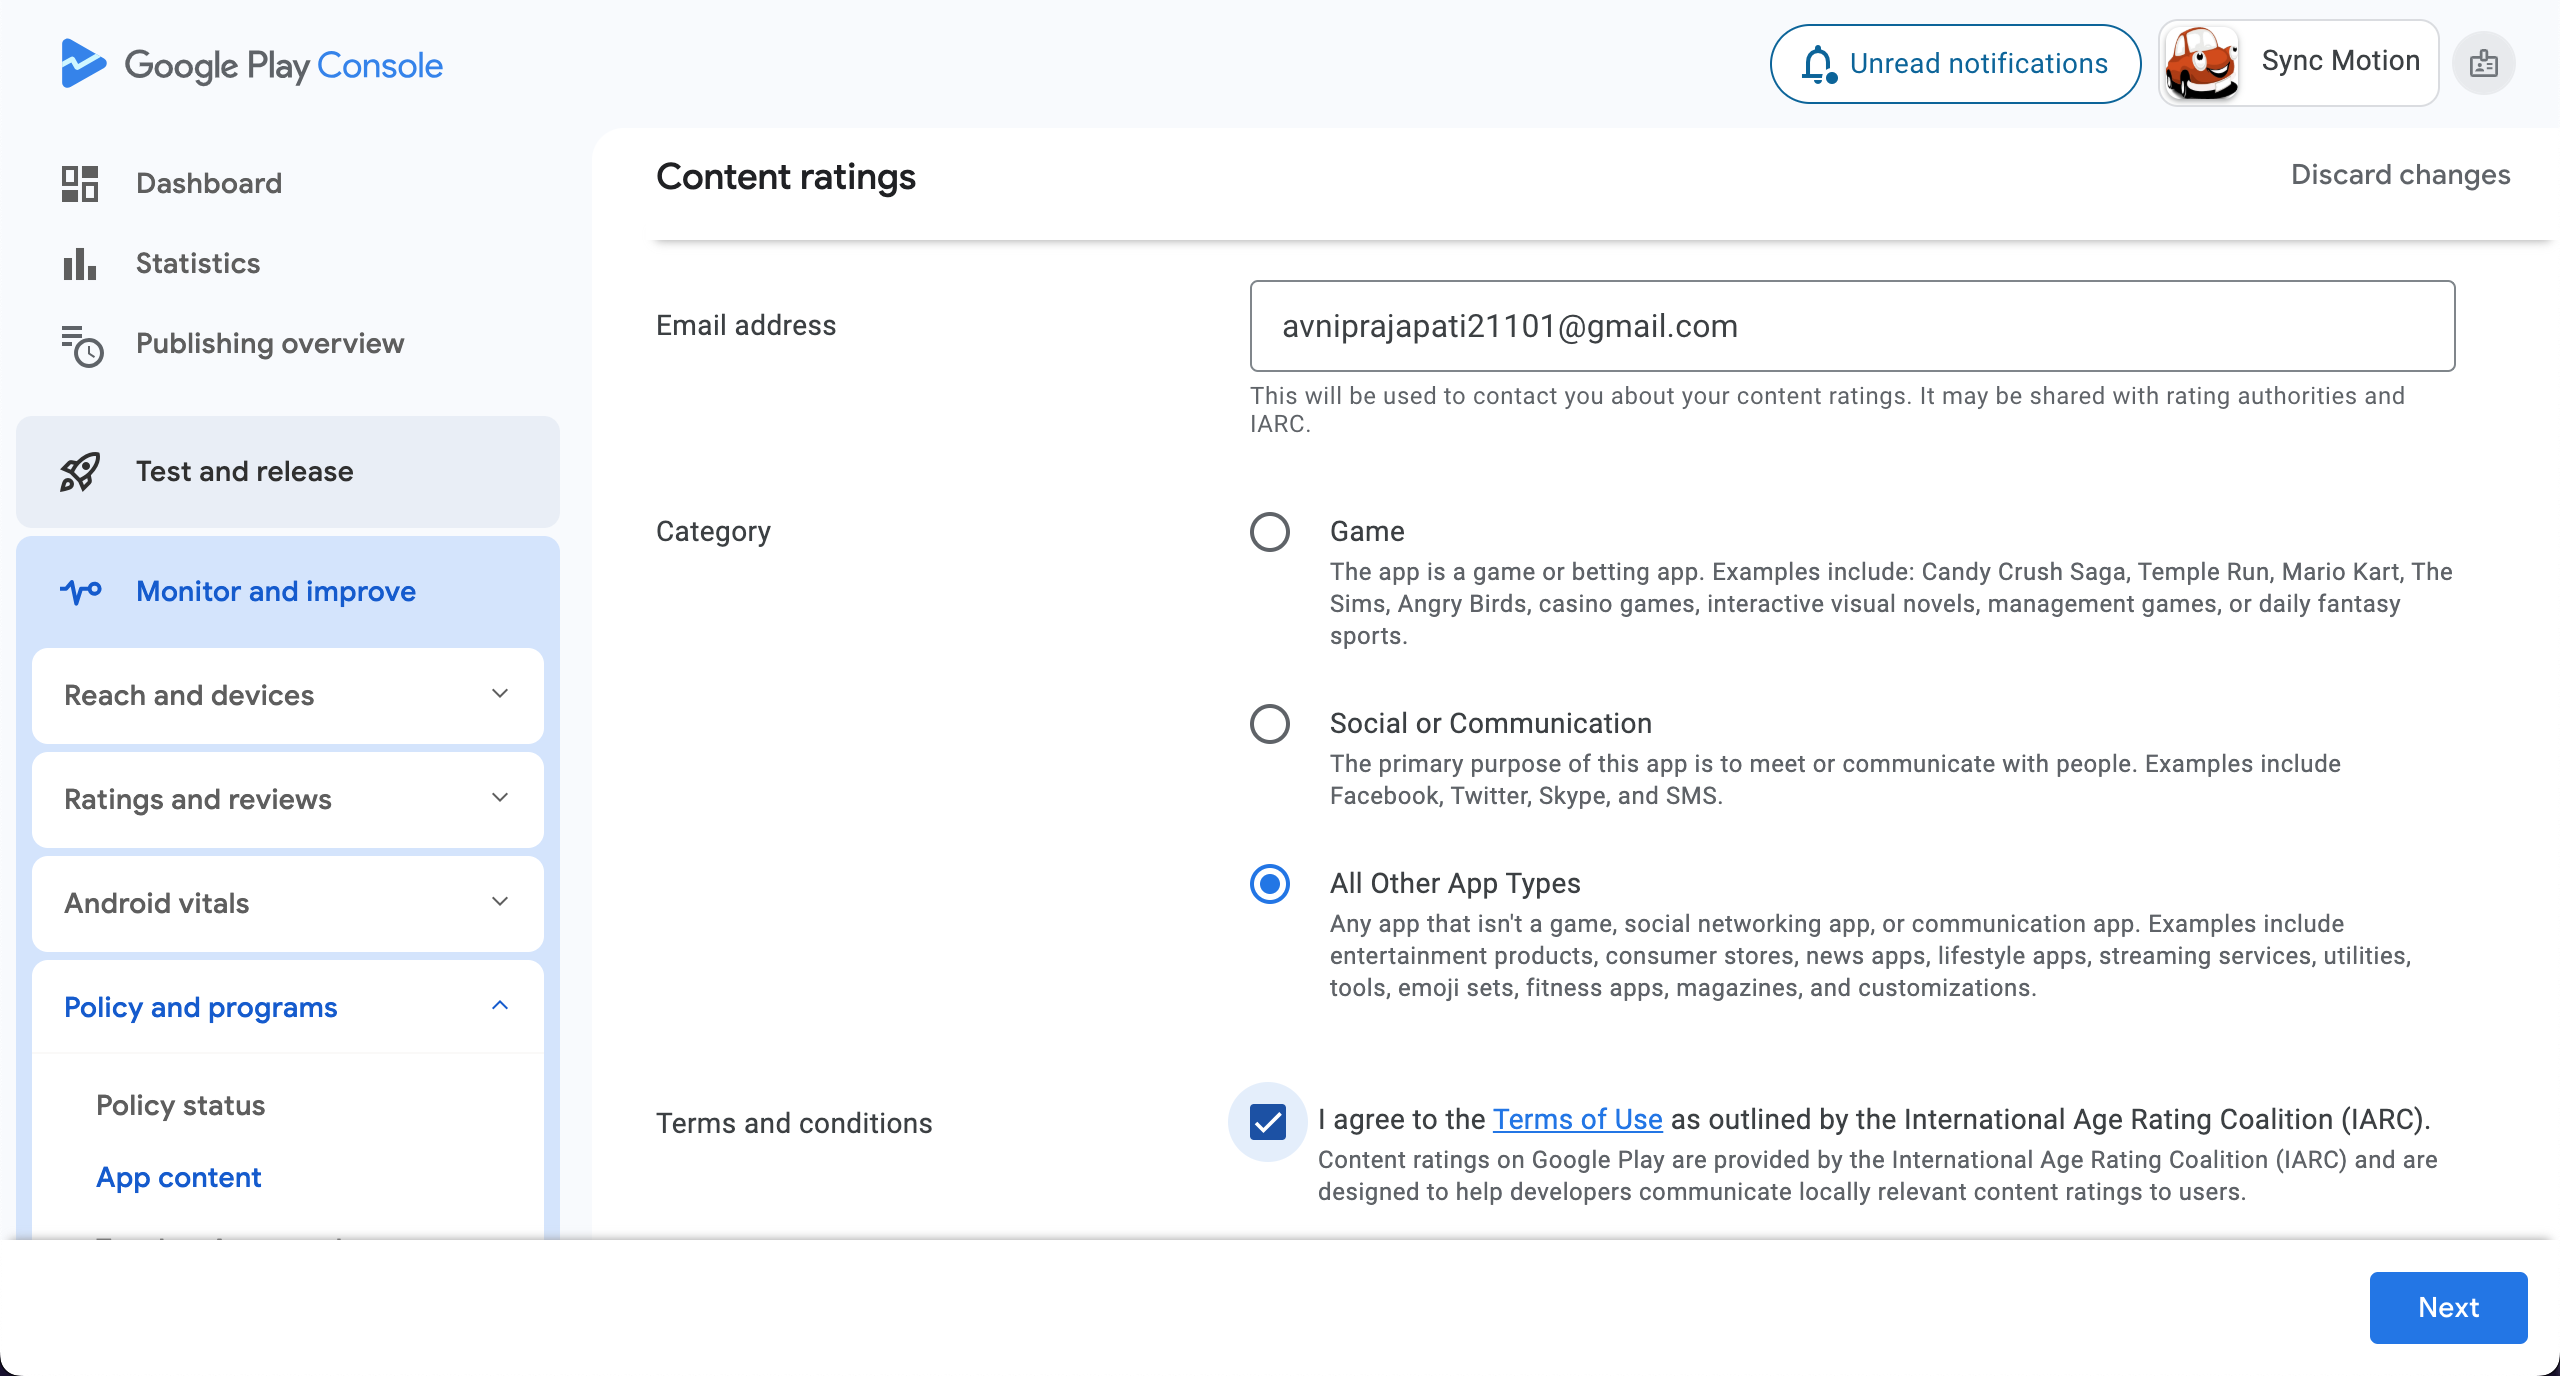 Google Play Console
Unread notifications
Sync Motion
Dashboard
Statistics
Publishing overview
Test and release
Monitor and improve
Reach and devices
Ratings and reviews
Android vitals
Policy and programs
Policy status
App content
Content ratings
Discard changes
Email address
avniprajapati21101@gmail.com
This will be used to contact you about your content ratings. It may be shared with rating authorities and
IARC.
Category
Game
The app is a game or betting app. Examples include: Candy Crush Saga, Temple Run, Mario Kart, The
Sims, Angry Birds, casino games, interactive visual novels, management games, or daily fantasy
sports.
Social or Communication
The primary purpose of this app is to meet or communicate with people. Examples include
Facebook, Twitter, Skype, and SMS.
All Other App Types
Any app that isn't a game, social networking app, or communication app. Examples include
entertainment products, consumer stores, news apps, lifestyle apps, streaming services, utilities,
tools, emoji sets, fitness apps, magazines, and customizations.
Terms and conditions
I agree to the Terms of Use as outlined by the International Age Rating Coalition (IARC).
Content ratings on Google Play are provided by the International Age Rating Coalition (IARC) and are
designed to help developers communicate locally relevant content ratings to users.
Next